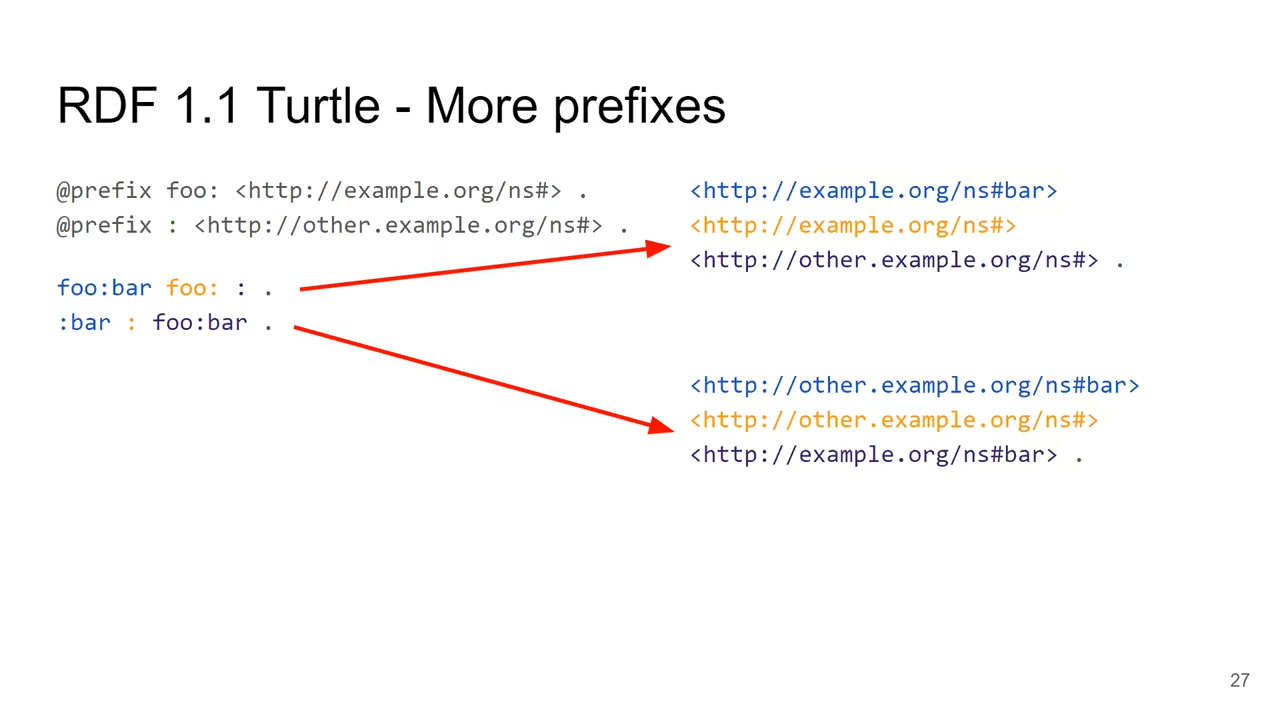 RDF 1.1 Turtle - More prefixes
@prefix foo: <http://example.org/ns#> .
@prefix : <http://other.example.org/ns#> .
foo:bar foo: : .
:bar : foo:bar .
<http://example.org/ns#bar>
<http://example.org/ns#>
<http://other.example.org/ns#> .
<http://other.example.org/ns#bar>
<http://other.example.org/ns#>
<http://example.org/ns#bar> .
27